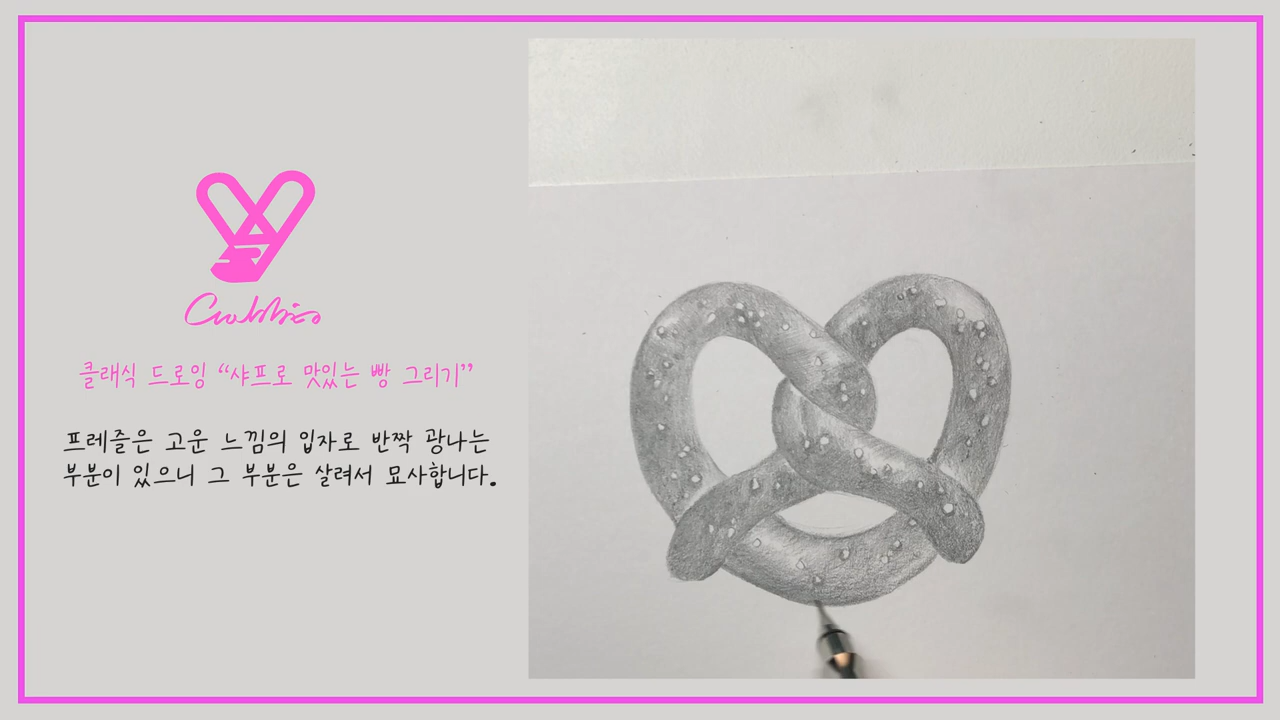 클래식 드로잉 “샤프로 맛있는 빵 그리기”
프레즐은 고운 느낌의 입자로 반짝 광나는
부분이 있으니 그 부분은 살려서 묘사합니다.